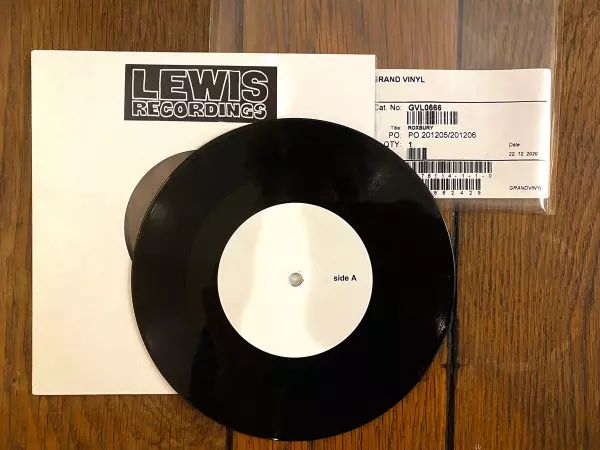 LEWIS
RECORDINGS
GRAND VINYL
Cat. No: GVL0666
Title: ROXBURY
PO: PO 201205/201206
QTY: 1
Date
22. 12. 2020
GRANDVINYL
side A